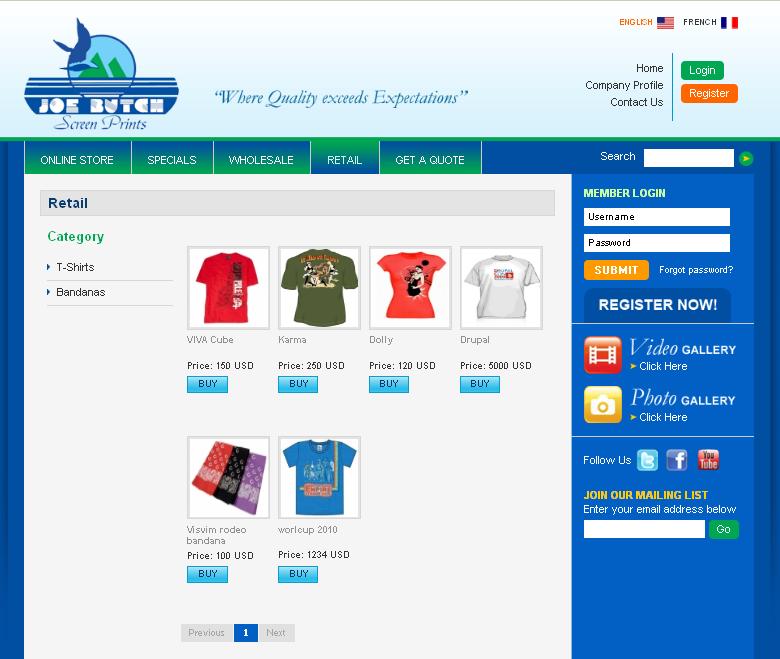 ENGLISH FRENCH
JOE BUTCH
Screen Prints
“Where Quality exceeds Expectations”
Home
Company Profile
Contact Us
Login
Register
ONLINE STORE SPECIALS WHOLESALE RETAIL GET A QUOTE
Search
Retail
Category
T-Shirts
Bandanas
VIVA Cube Karma Dolly Drupal
Price: 150 USD Price: 250 USD Price: 120 USD Price: 5000 USD
BUY BUY BUY BUY
Visvim rodeo
bandana
worlcup 2010
Price: 100 USD Price: 1234 USD
BUY BUY
Previous 1 Next
MEMBER LOGIN
Username
Password
SUBMIT Forgot password?
REGISTER NOW!
Video GALLERY
Click Here
Photo GALLERY
Click Here
Follow Us
You
Tube
JOIN OUR MAILING LIST
Enter your email address below
Go